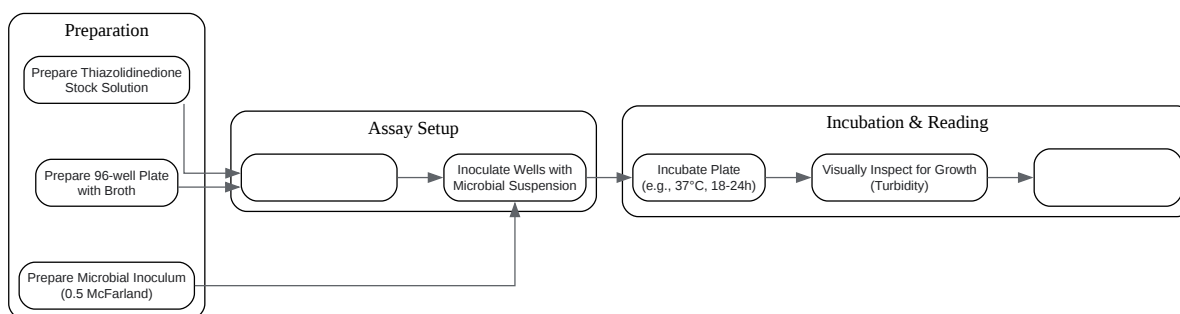 Preparation
Prepare Thiazolidinedione
Stock Solution
Prepare 96-well Plate
with Broth
Prepare Microbial Inoculum
(0.5 McFarland)
Assay Setup
Inoculate Wells with
Microbial Suspension
Incubation & Reading
Incubate Plate
(e.g., 37°C, 18-24h)
Visually Inspect for Growth
(Turbidity)